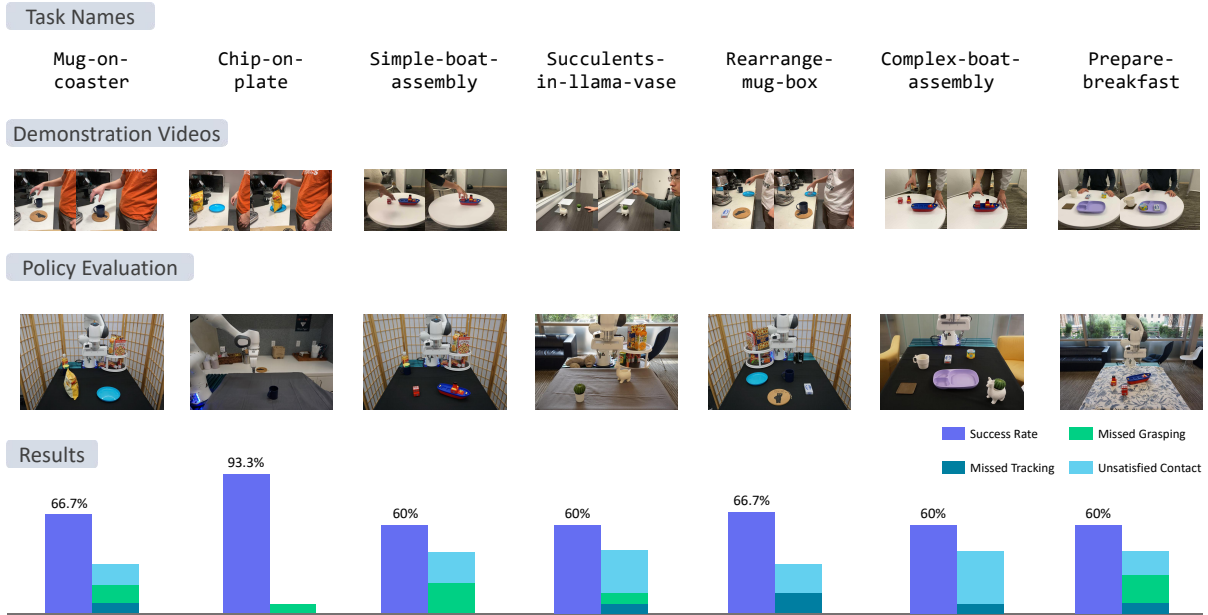 Task Names
Mug-on-
coaster
Chip-on-
plate
Simple-boat-
assembly
Succulents-
in-llama-vase
Rearrange-
mug-box
Complex-boat-
assembly
Prepare-
breakfast
Demonstration Videos
Policy Evaluation
Results
Success Rate
Missed Grasping
Missed Tracking
Unsatisfied Contact
66.7%
93.3%
60%
60%
66.7%
60%
60%